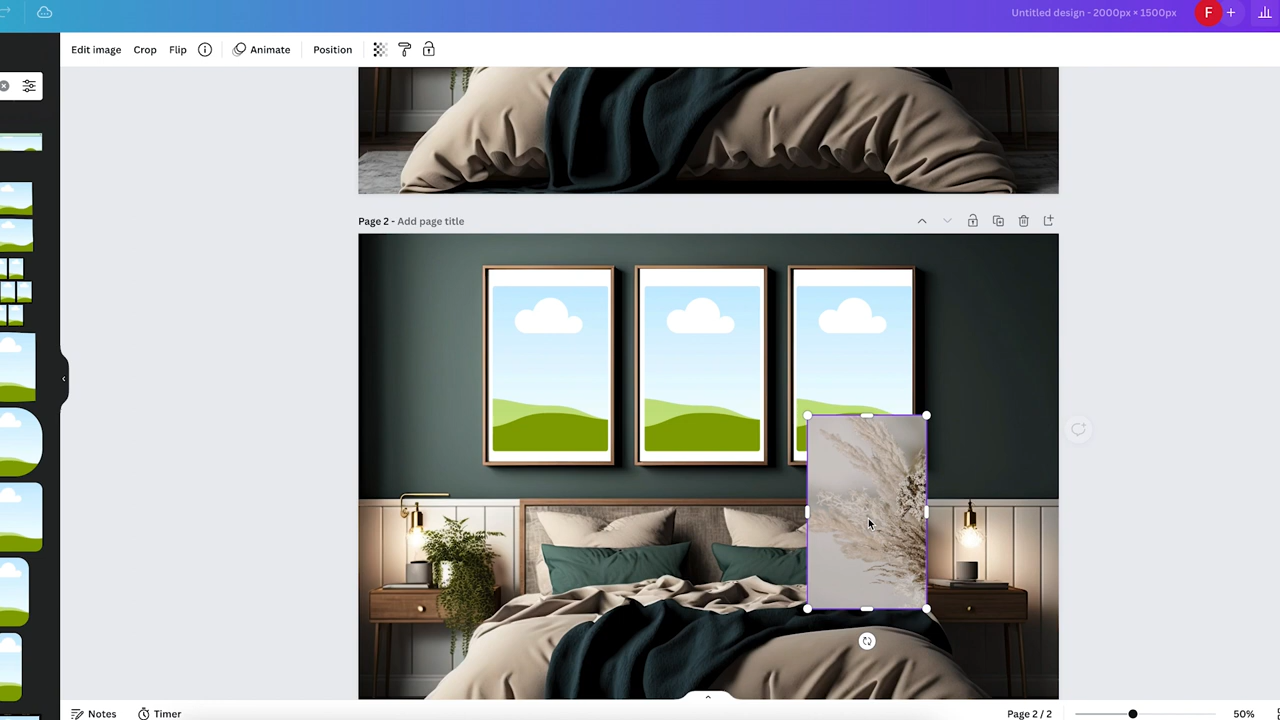 Untitled design - 2000px × 1500px
F
Edit image
Crop
Flip
Animate
Position
Page 2 - Add page title
Notes
Timer
Page 2 / 2
50%